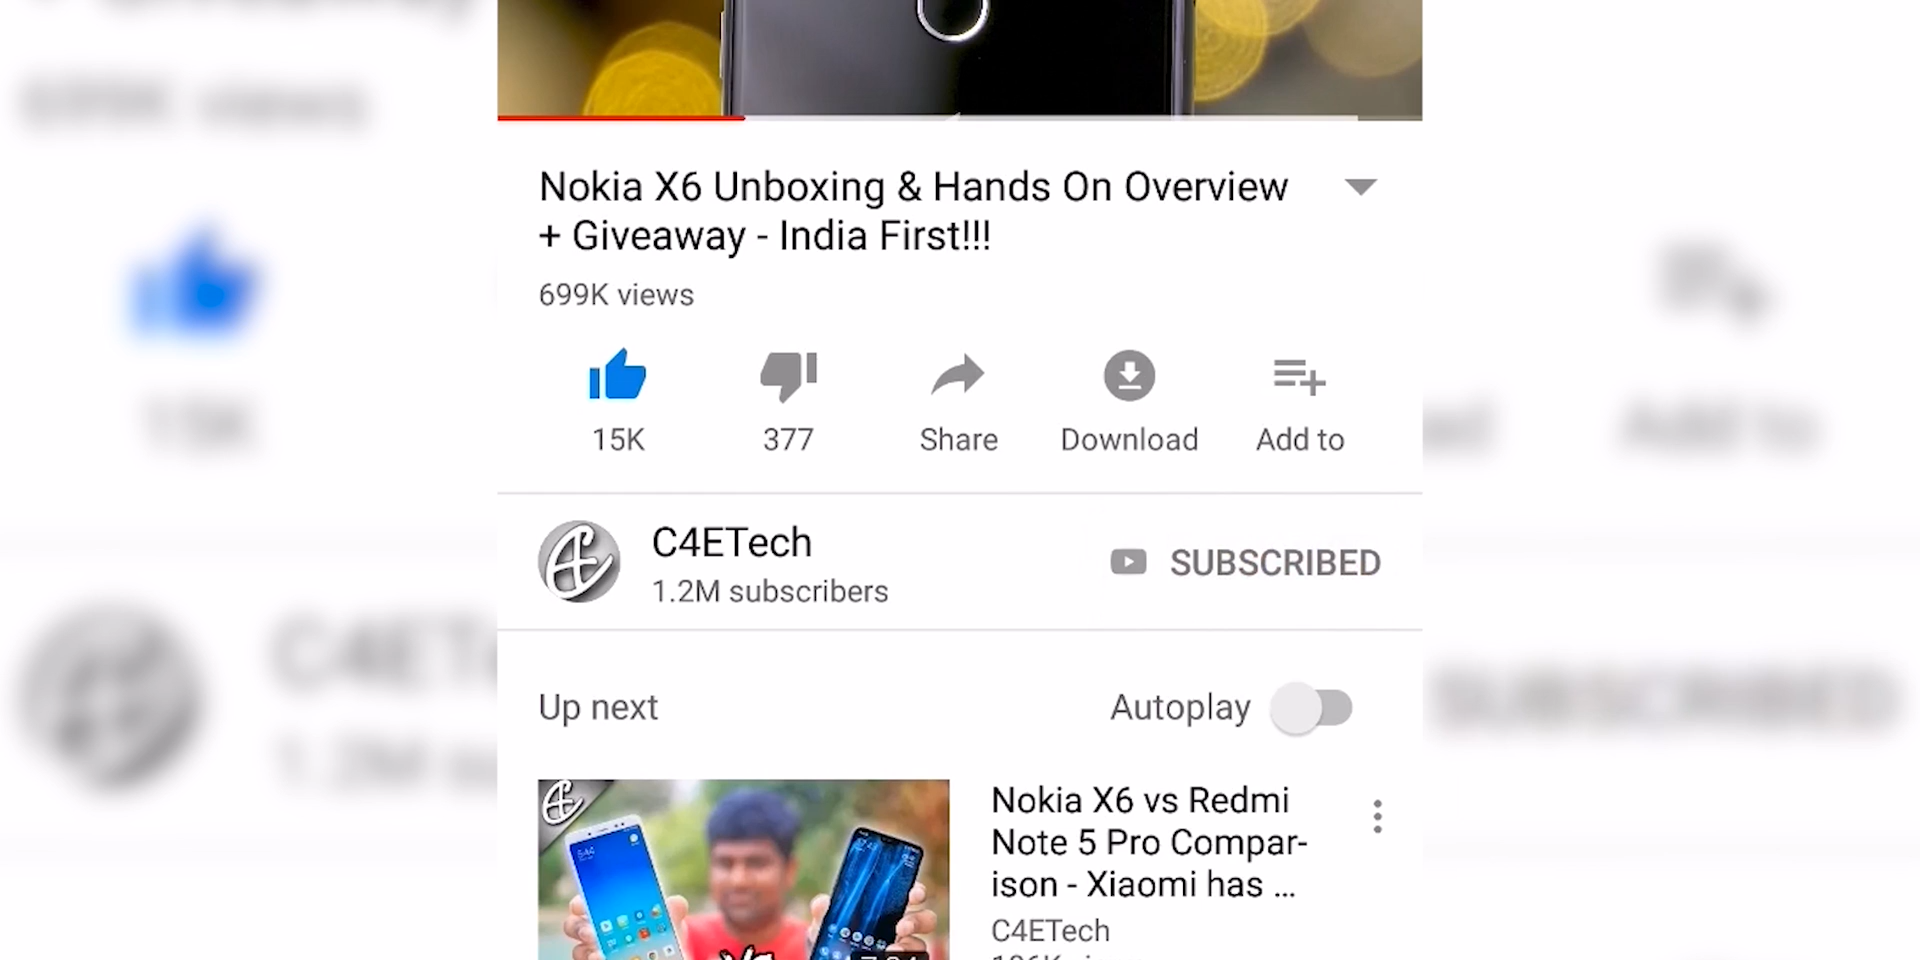 Nokia X6 Unboxing & Hands On Overview
+ Giveaway - India First!!!
699K views
15K
377
Share
Download
Add to
C4ETech
1.2M subscribers
SUBSCRIBED
Up next
Autoplay
Nokia X6 vs Redmi
Note 5 Pro Compar-
ison - Xiaomi has ...
C4ETech